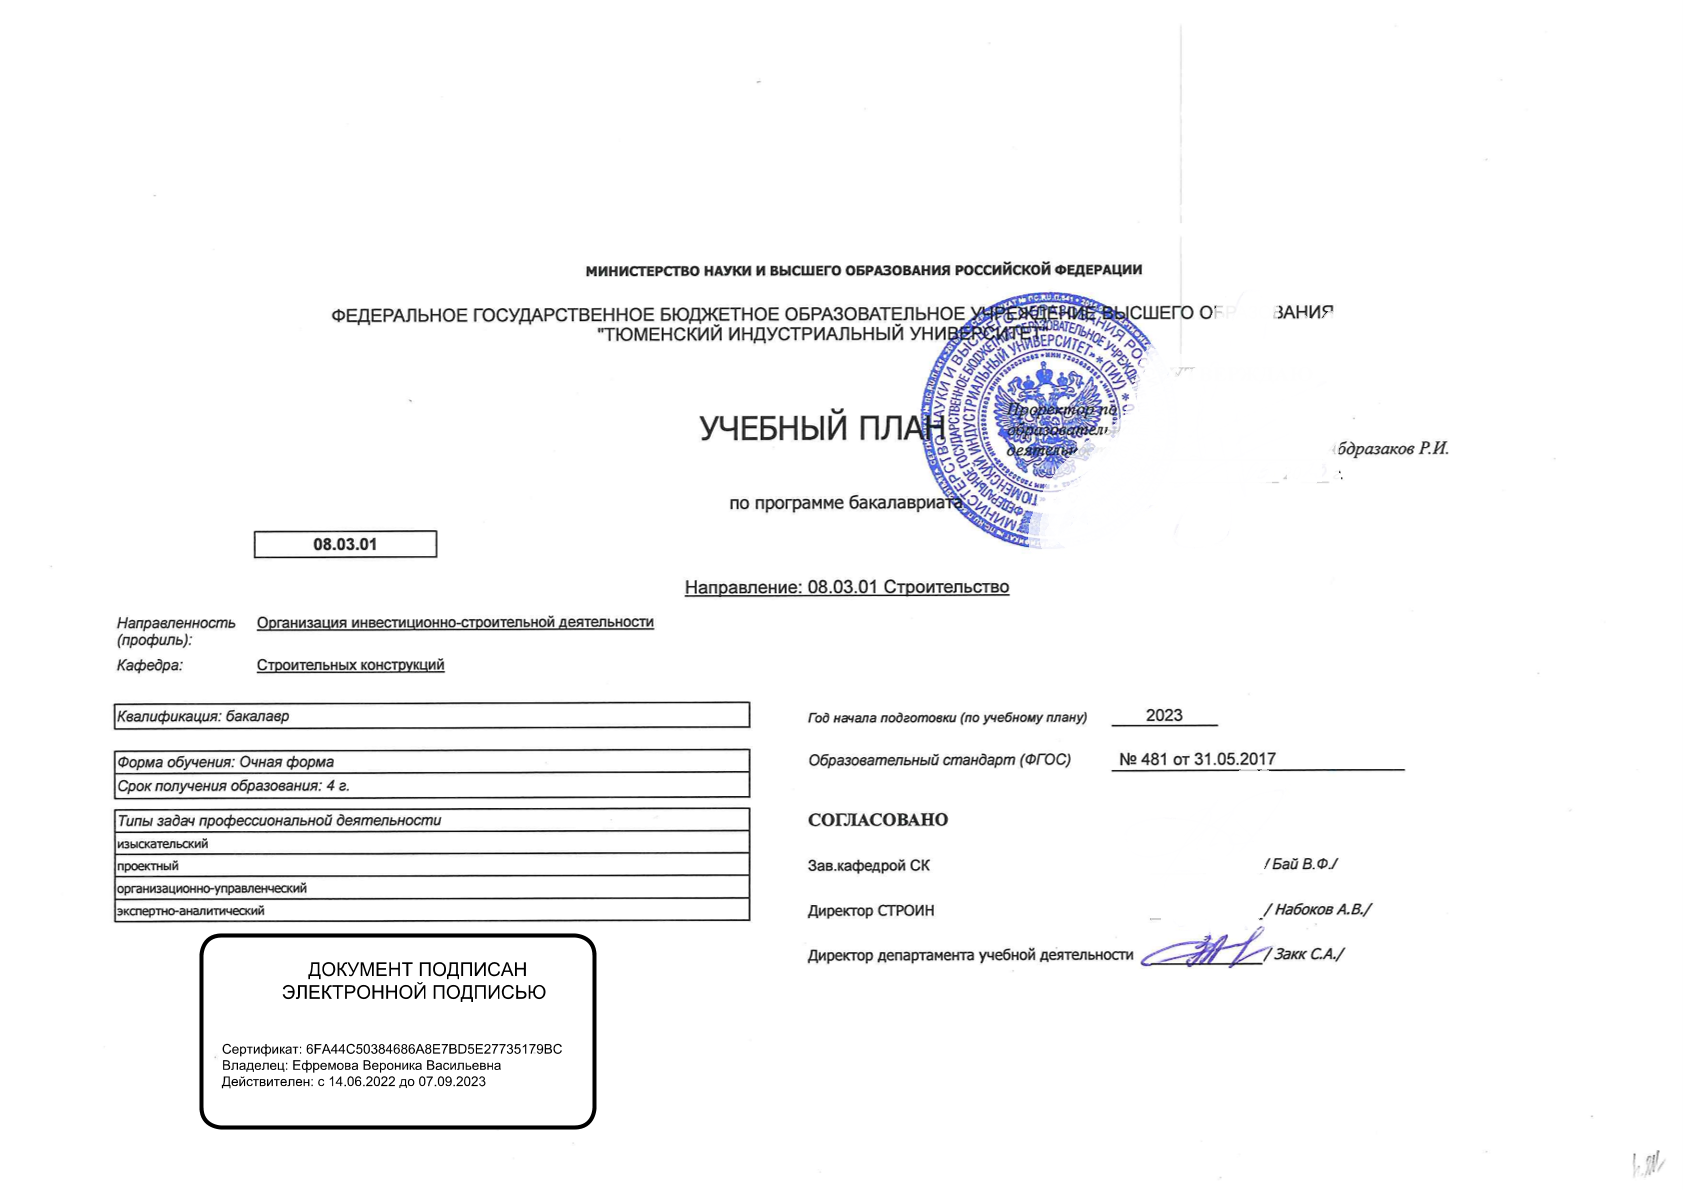 МИНИСТЕРСТВО НАУКИ И ВЫСШЕГО ОБРАЗОВАНИЯ РОССИЙСКОЙ ФЕДЕРАЦИИ
ФЕДЕРАЛЬНОЕ ГОСУДАРСТВЕННОЕ БЮДЖЕТНОЕ ОБРАЗОВАТЕЛЬНОЕ УЧРЕЖДЕНИЕ ВЫСШЕГО ВАНИЯ
"ТЮМЕНСКИЙ ИНДУСТРИАЛЬНЫЙ УНИВЕРСИТЕТ"
УЧЕБНЫЙ ПЛАН
Проректор по
бдразаков Р.И.
по программе бакалавриата
08.03.01
Направление: 08.03.01 Строительство
Направленность (профиль): Организация инвестиционно-строительной деятельности
Кафедра: Строительных конструкций
Квалификация: бакалавр
Год начала подготовки (по учебному плану) 2023
Форма обучения: Очная форма
Образовательный стандарт (ФГОС) № 481 от 31.05.2017
Срок получения образования: 4 г.
Типы задач профессиональной деятельности
изыскательский
проектный
организационно-управленческий
экспертно-аналитический
СОГЛАСОВАНО
Зав.кафедрой СК / Бай В.Ф./
Директор СТРОИН / Набоков А.В./
Директор департамента учебной деятельности / Закк С.А./
ДОКУМЕНТ ПОДПИСАН
ЭЛЕКТРОННОЙ ПОДПИСЬЮ
Сертификат: 6FA44C50384686A8E7BD5E27735179BC
Владелец: Ефремова Вероника Васильевна
Действителен: с 14.06.2022 до 07.09.2023